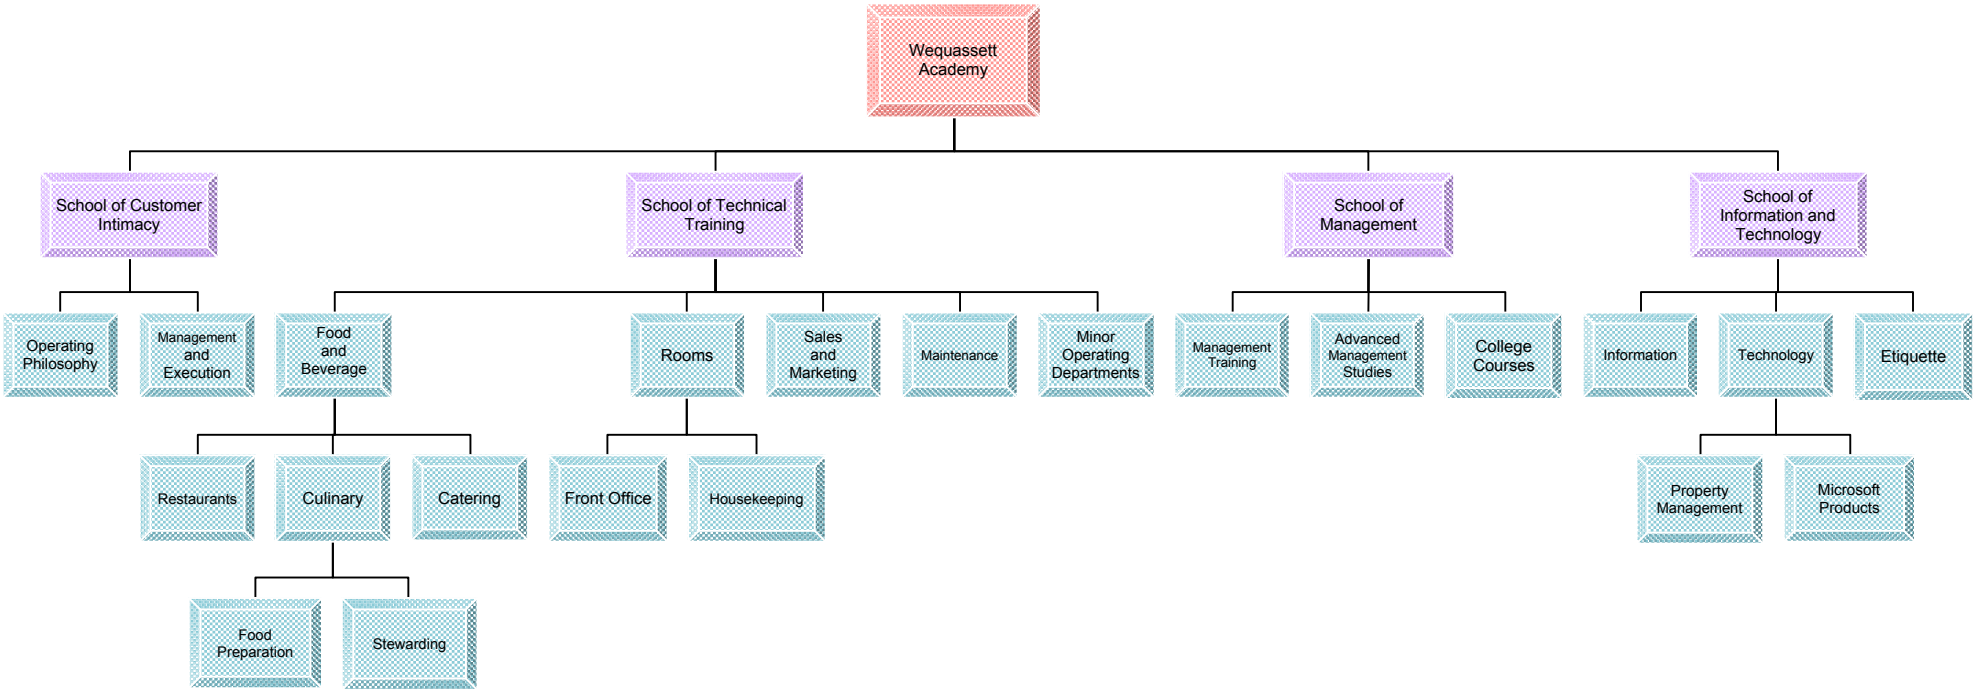 Wequassett
Academy
School of Customer
Intimacy
School of Technical
Training
School of
Management
School of
Information and
Technology
Operating
Philosophy
Management
and
Execution
Food
and
Beverage
Rooms
Sales
and
Marketing
Maintenance
Minor
Operating
Departments
Management
Training
Advanced
Management
Studies
College
Courses
Information
Technology
Etiquette
Restaurants
Culinary
Catering
Front Office
Housekeeping
Property
Management
Microsoft
Products
Food
Preparation
Stewarding